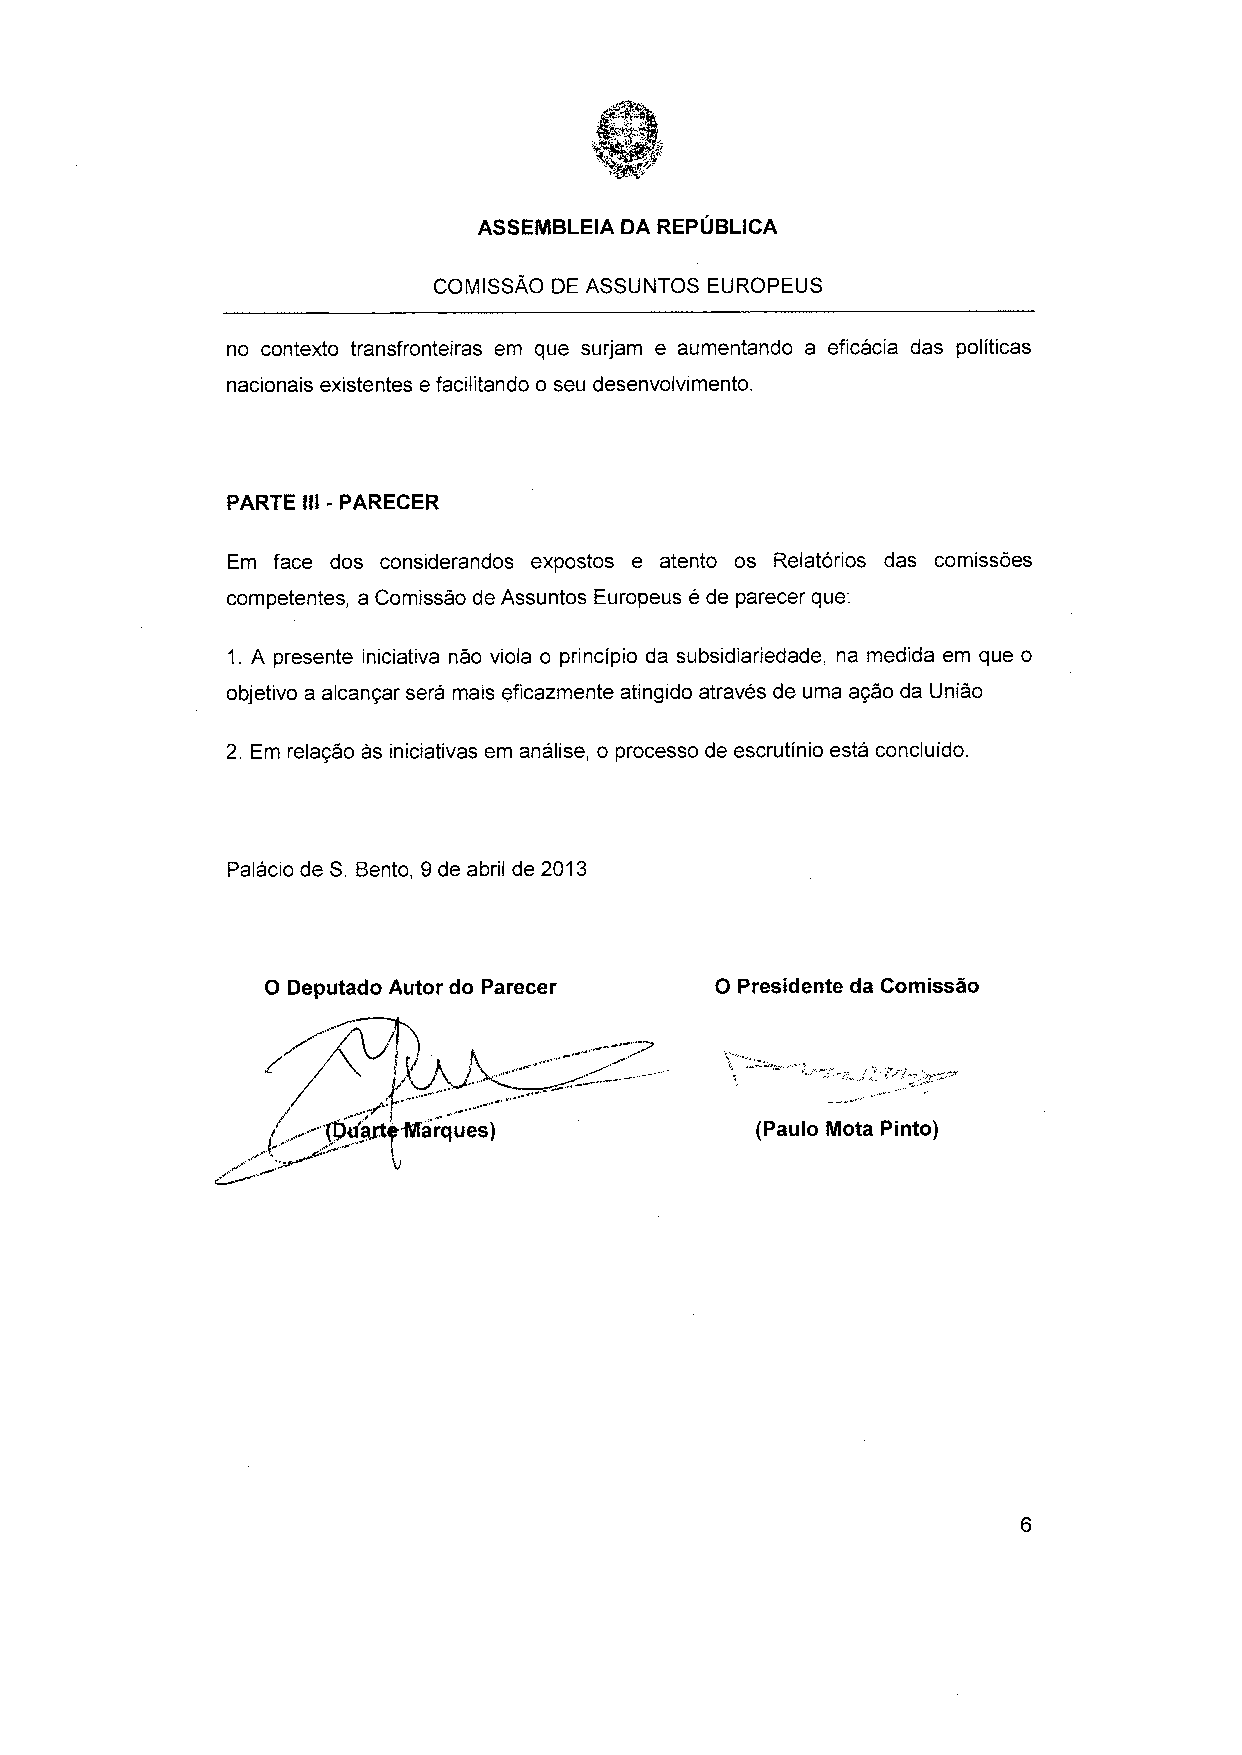 ASSEMBLEIA DA REPÚBLICA
COMISSÃO DE ASSUNTOS EUROPEUS
no contexto transfronteiras em que surjam e aumentando a eficácia das políticas
nacionais existentes e facilitando o seu desenvolvimento.
PARTE III - PARECER
Em face dos considerandos expostos e atento os Relatórios das comissões
competentes, a Comissão de Assuntos Europeus é de parecer que:
1. A presente iniciativa não viola o princípio da subsidiariedade, na medida em que o
objetivo a alcançar será mais eficazmente atingido através de uma ação da União
2. Em relação às iniciativas em análise, o processo de escrutínio está concluído.
Palácio de S. Bento, 9 de abril de 2013
O Deputado Autor do Parecer O Presidente da Comissão
(Duarte Marques) (Paulo Mota Pinto)
6